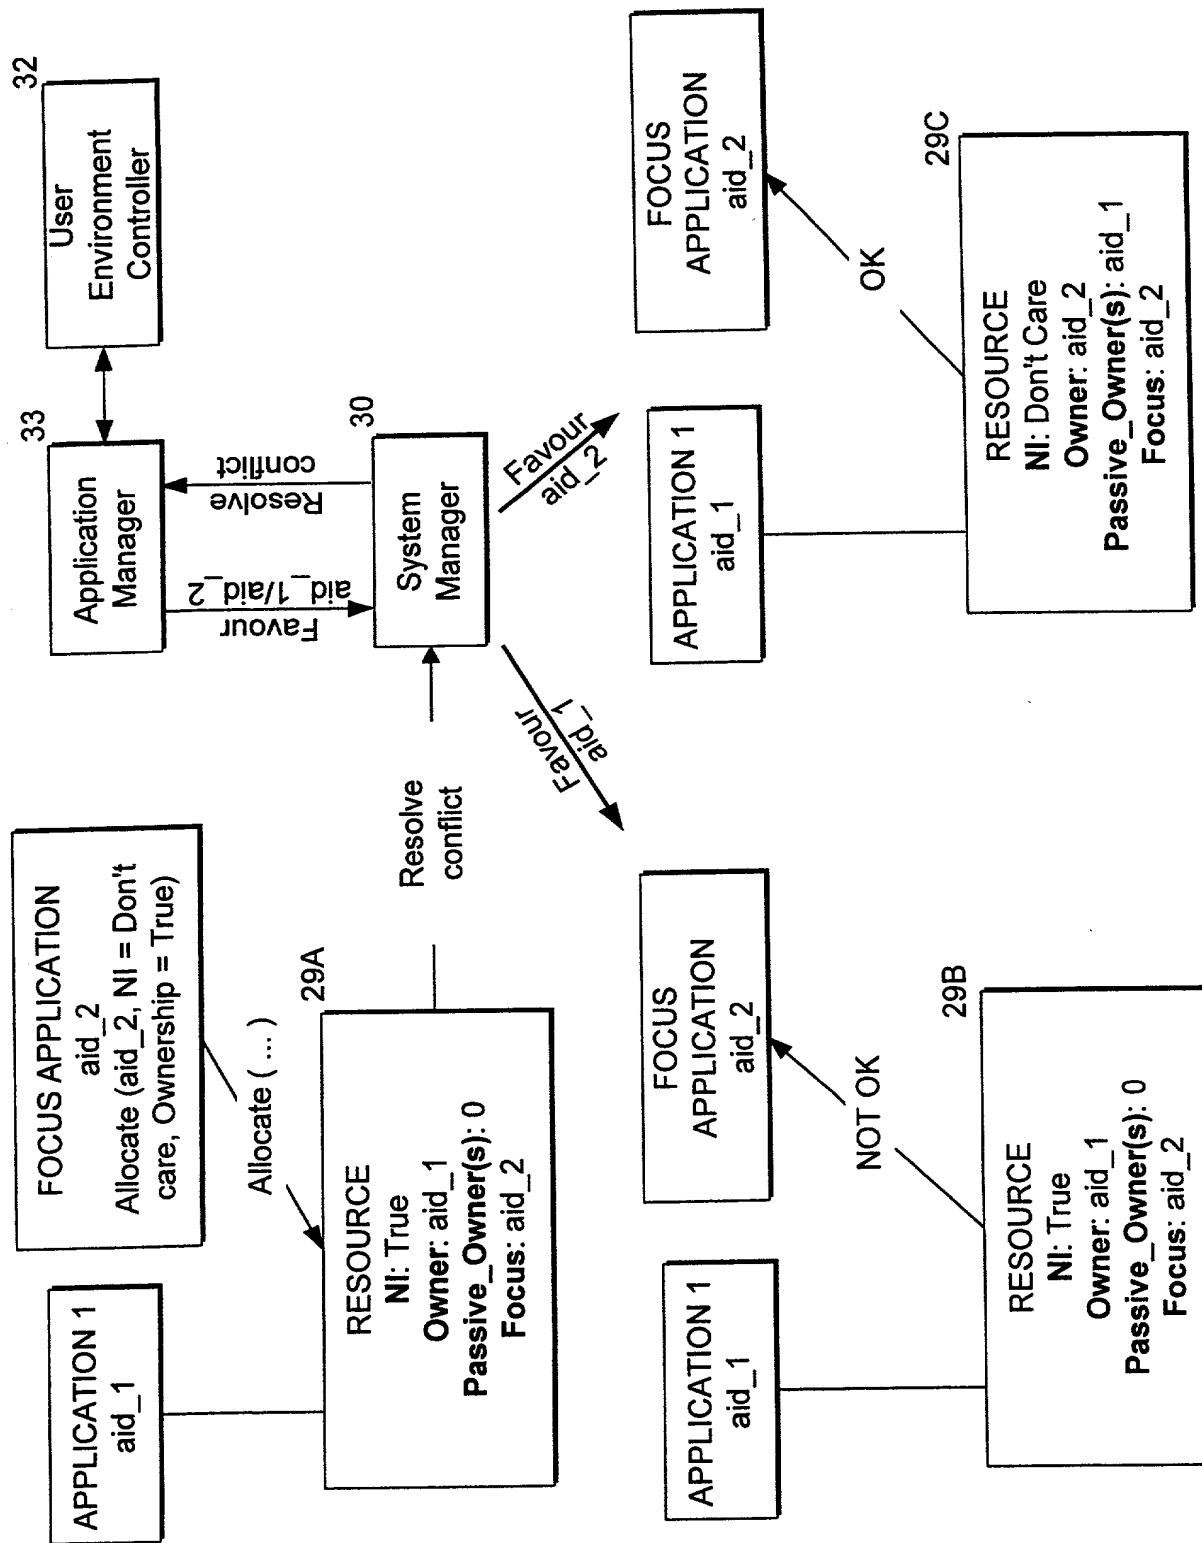 APPLICATION 1
aid_1
FOCUS APPLICATION
aid_2
Allocate (aid_2, NI = Don't
care, Ownership = True)
Allocate ( ... )
29A
RESOURCE
NI: True
Owner: aid_1
Passive_Owner(s): 0
Focus: aid_2
Resolve
conflict
33
Application
Manager
32
User
Environment
Controller
Favour
aid_1/aid_2
Resolve
conflict
30
System
Manager
Favour
aid_1
Favour
aid_2
APPLICATION 1
aid_1
FOCUS
APPLICATION
aid_2
NOT OK
29B
RESOURCE
NI: True
Owner: aid_1
Passive_Owner(s): 0
Focus: aid_2
APPLICATION 1
aid_1
FOCUS
APPLICATION
aid_2
OK
29C
RESOURCE
NI: Don't Care
Owner: aid_2
Passive_Owner(s): aid_1
Focus: aid_2